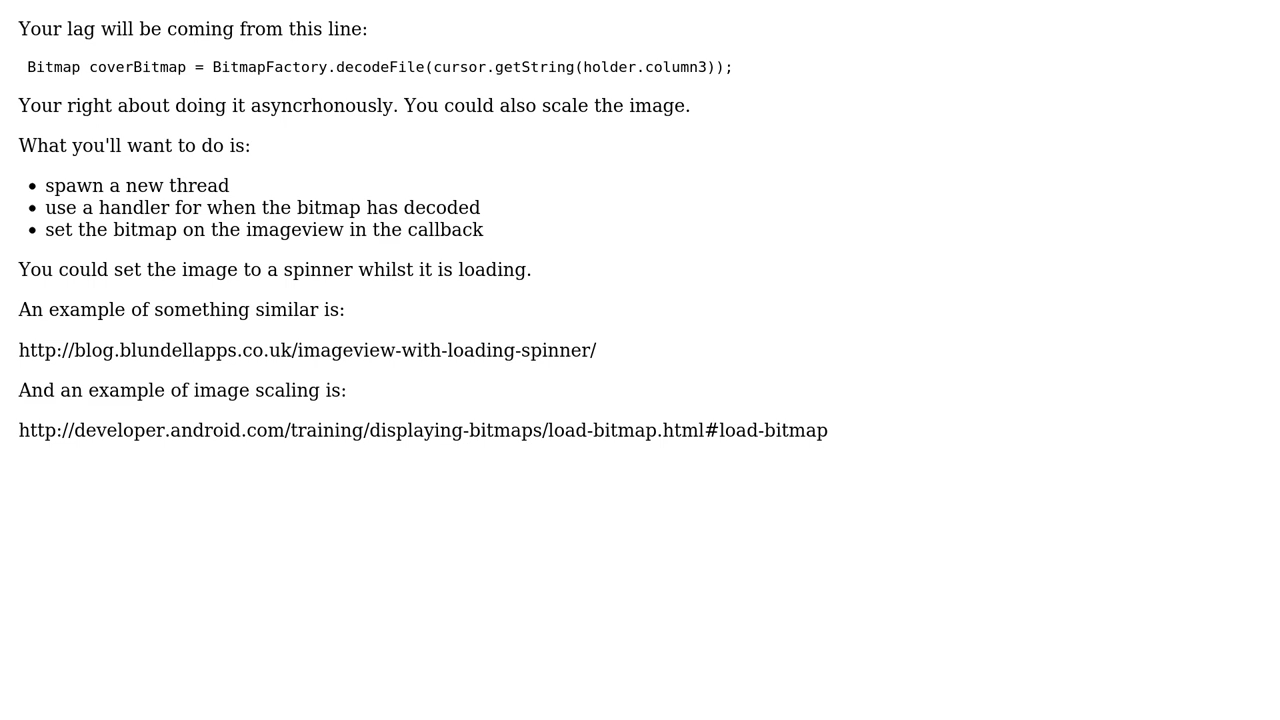 Your lag will be coming from this line:
Bitmap coverBitmap = BitmapFactory.decodeFile(cursor.getString(holder.column3));
Your right about doing it asyncrhonously. You could also scale the image.
What you'll want to do is:
• spawn a new thread
• use a handler for when the bitmap has decoded
• set the bitmap on the imageview in the callback
You could set the image to a spinner whilst it is loading.
An example of something similar is:
http://blog.blundellapps.co.uk/imageview-with-loading-spinner/
And an example of image scaling is:
http://developer.android.com/training/displaying-bitmaps/load-bitmap.html#load-bitmap